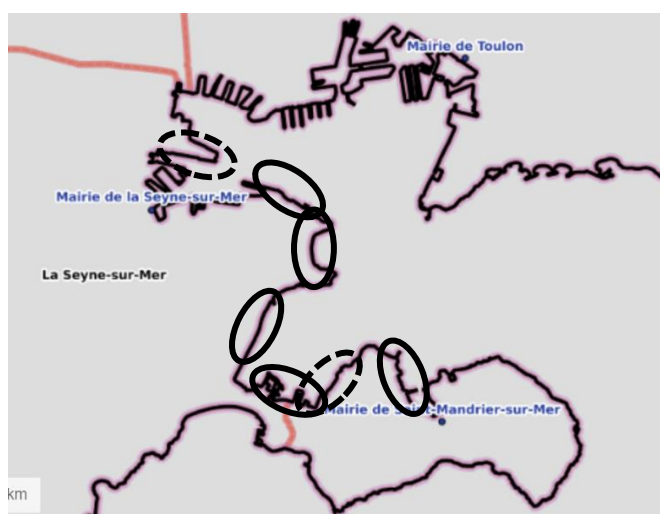 Mairie de Toulon
Mairie de la Seyne-sur-Mer
La Seyne-sur-Mer
Mairie de Saint-Mandrier-sur-Mer
km